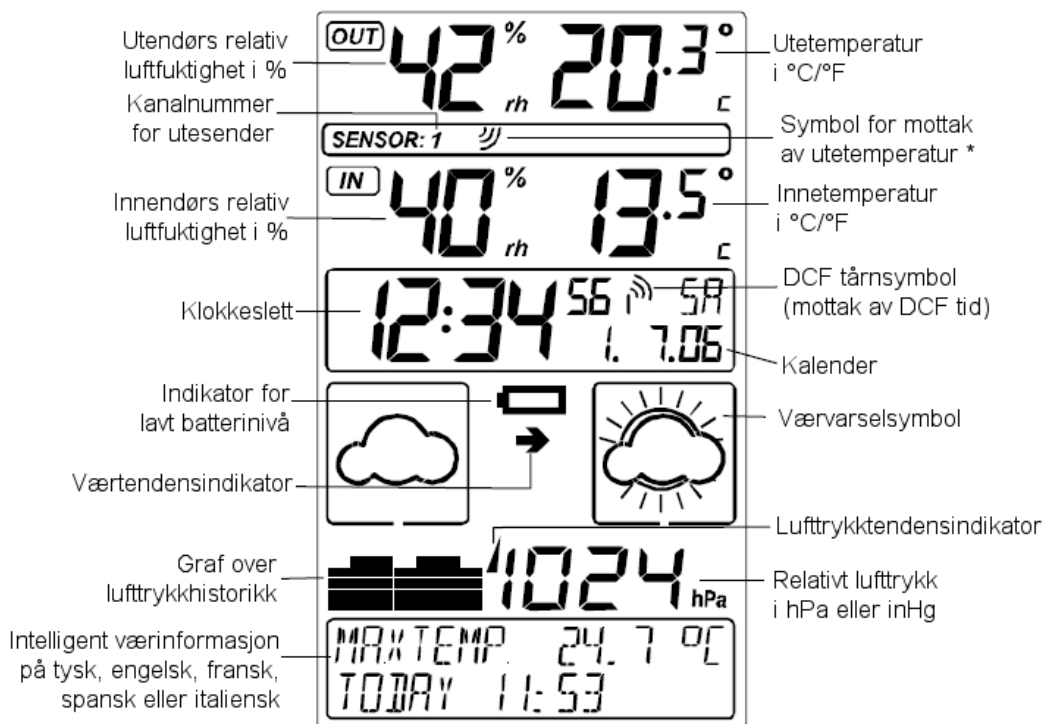 Utendørs relativ
luftfuktighet i %
OUT 42 % rh 20.3 ° C
Utetemperatur
i °C/°F
Kanalnummer
for utesender
SENSOR: 1
Symbol for mottak
av utetemperatur *
Innendørs relativ
luftfuktighet i %
IN 40 % rh 13.5 ° C
Innetemperatur
i °C/°F
Klokkeslett
12:34 56 SA
1. 7.06
DCF tårnsymbol
(mottak av DCF tid)
Kalender
Indikator for
lavt batterinivå
Værvarselsymbol
Værtendensindikator
Lufttrykktendensindikator
Graf over
lufttrykkhistorikk
1024 hPa
Relativt lufttrykk
i hPa eller inHg
Intelligent værinformasjon
på tysk, engelsk, fransk,
spansk eller italiensk
MAXTEMP. 24.7 °C
TODAY 11:53